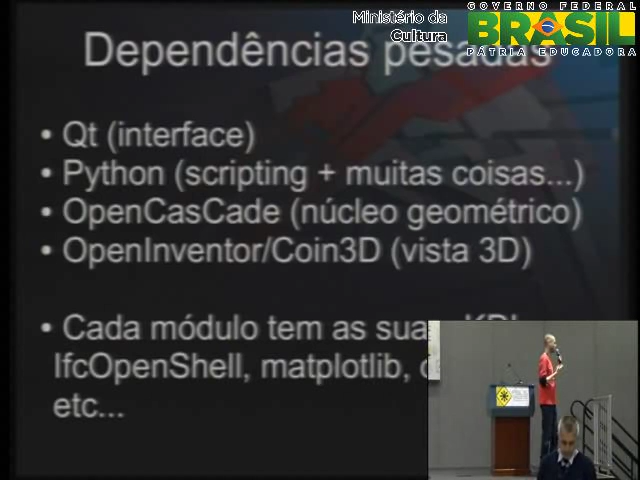 Ministério da
Cultura
GOVERNO FEDERAL
BRASIL
PÁTRIA EDUCADORA
Dependências pesadas
• Qt (interface)
• Python (scripting + muitas coisas...)
• OpenCasCade (núcleo geométrico)
• OpenInventor/Coin3D (vista 3D)
• Cada módulo tem as
IfcOpenShell, matplotlib,
etc...